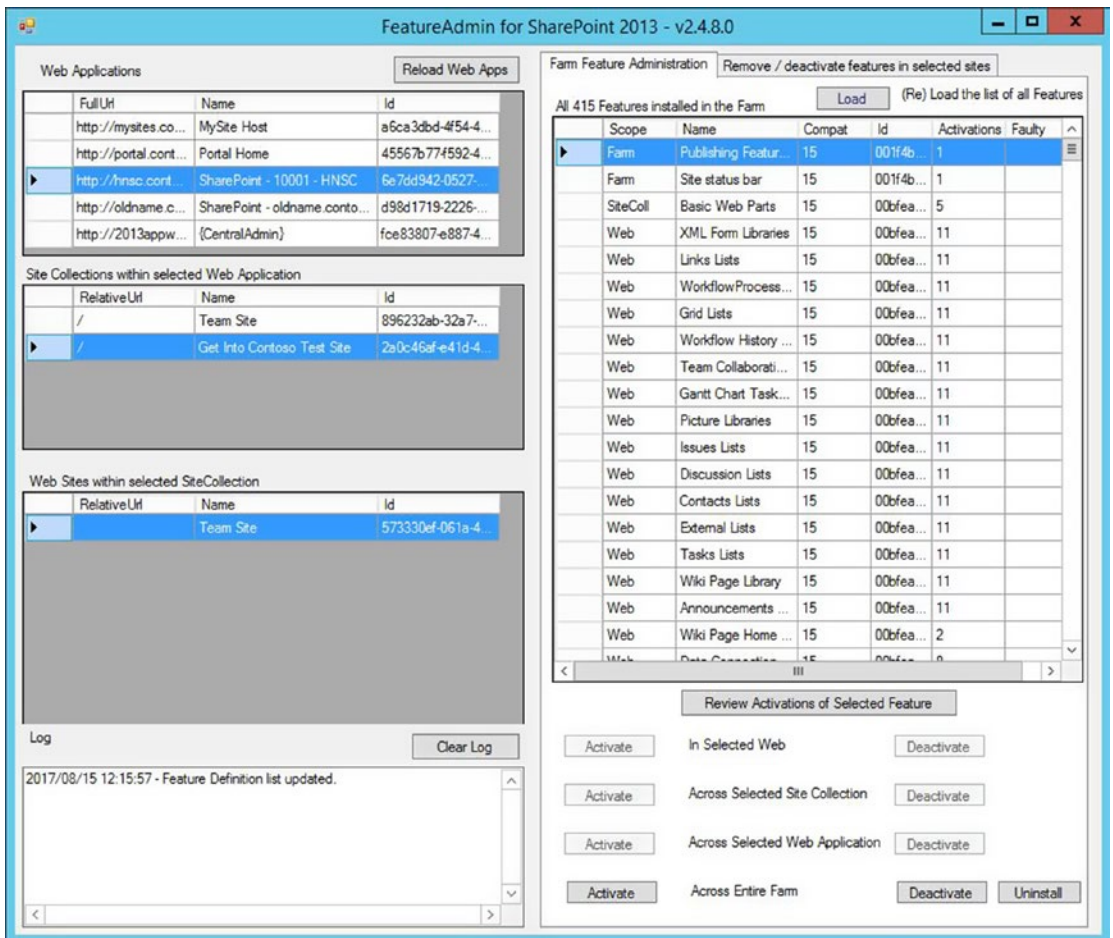 FeatureAdmin for SharePoint 2013 - v2.4.8.0
Web Applications
Reload Web Apps
FullUrl Name Id
http://mysites.co... MySite Host a6ca3dbd-4f54-4...
http://portal.cont... Portal Home 45567b77-f592-4...
http://hnsc.cont... SharePoint - 10001 - HNSC 6e7dd942-0527-...
http://oldname.c... SharePoint - oldname.conto... d98d1719-2226-...
http://2013appw... {CentralAdmin} fce83807-e887-4...
Site Collections within selected Web Application
RelativeUrl Name Id
/ Team Site 896232ab-32a7-...
/ Get Into Contoso Test Site 2a0c46af-e41d-4...
Web Sites within selected SiteCollection
RelativeUrl Name Id
Team Site 573330ef-061a-4...
Log
Clear Log
2017/08/15 12:15:57 - Feature Definition list updated.
Farm Feature Administration
Remove / deactivate features in selected sites
All 415 Features installed in the Farm
Load
(Re) Load the list of all Features
Scope Name Compat Id Activations Faulty
Farm Publishing Featur... 15 001f4b... 1
Farm Site status bar 15 001f4b... 1
SiteColl Basic Web Parts 15 00bfea... 5
Web XML Form Libraries 15 00bfea... 11
Web Links Lists 15 00bfea... 11
Web WorkflowProcess... 15 00bfea... 11
Web Grid Lists 15 00bfea... 11
Web Workflow History ... 15 00bfea... 11
Web Team Collaborati... 15 00bfea... 11
Web Gantt Chart Task... 15 00bfea... 11
Web Picture Libraries 15 00bfea... 11
Web Issues Lists 15 00bfea... 11
Web Discussion Lists 15 00bfea... 11
Web Contacts Lists 15 00bfea... 11
Web External Lists 15 00bfea... 11
Web Tasks Lists 15 00bfea... 11
Web Wiki Page Library 15 00bfea... 11
Web Announcements ... 15 00bfea... 11
Web Wiki Page Home ... 15 00bfea... 2
Review Activations of Selected Feature
Activate In Selected Web Deactivate
Activate Across Selected Site Collection Deactivate
Activate Across Selected Web Application Deactivate
Activate Across Entire Farm Deactivate Uninstall